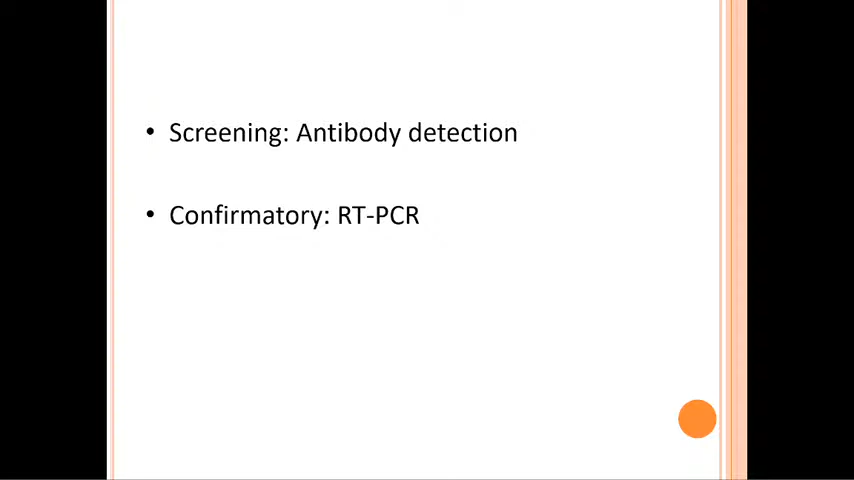 • Screening: Antibody detection
• Confirmatory: RT-PCR